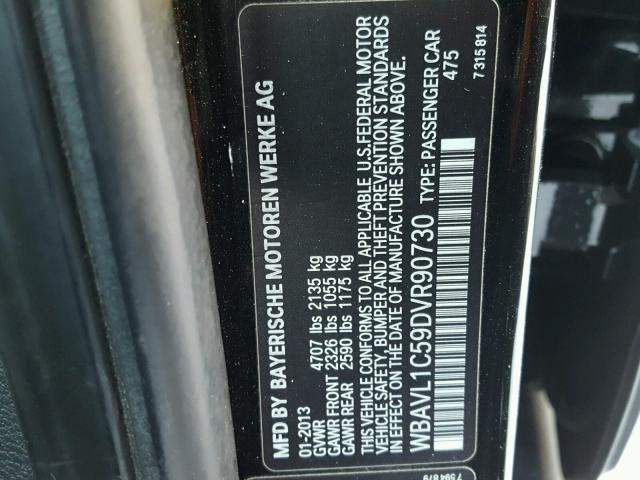 MFD BY BAYERISCHE MOTOREN WERKE AG
01-2013
GVWR 4707 lbs 2135 kg
GAWR FRONT 2326 lbs 1055 kg
GAWR REAR 2590 lbs 1175 kg
THIS VEHICLE CONFORMS TO ALL APPLICABLE U.S. FEDERAL MOTOR
VEHICLE SAFETY, BUMPER AND THEFT PREVENTION STANDARDS
IN EFFECT ON THE DATE OF MANUFACTURE SHOWN ABOVE.
WBAVL1C59DVR90730 TYPE: PASSENGER CAR
475
7 315 814
7 594 879